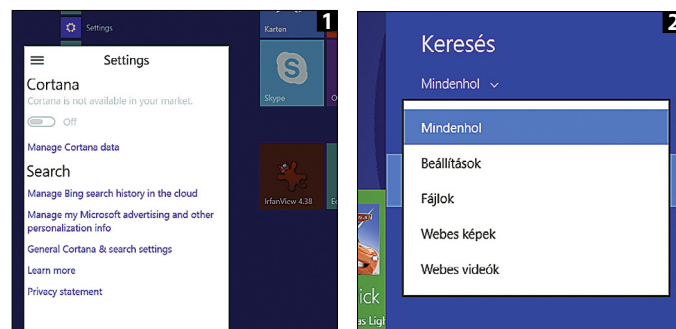 1
Settings
Karten
Settings
Cortana
Cortana is not available in your market.
Off
Skype
Manage Cortana data
Search
Manage Bing search history in the cloud
IrfanView 4.38
Manage my Microsoft advertising and other
personalization info
General Cortana & search settings
Learn more
Privacy statement
2
Keresés
Mindenhol
Mindenhol
Beállítások
Fájlok
Webes képek
Webes videók